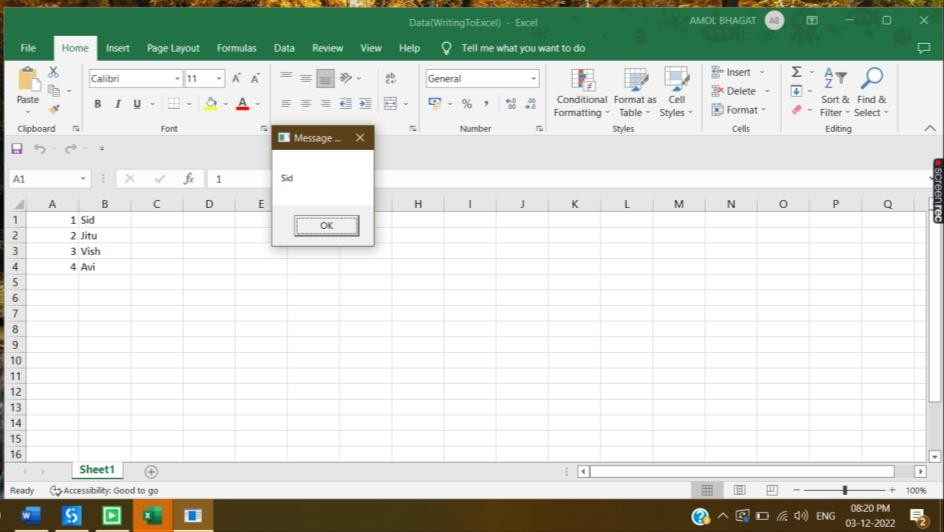 Data(WritingToExcel) - Excel
AMOL BHAGAT
AB
File Home Insert Page Layout Formulas Data Review View Help Tell me what you want to do
Calibri 11
General
Paste
B I U
Conditional Formatting
Format as Table
Cell Styles
Insert
Delete
Format
Sort & Filter
Find & Select
Clipboard Font Number Styles Cells Editing
Message ...
Sid
OK
A1 fx 1
A B C D E H I J K L M N O P Q
1 1 Sid
2 2 Jitu
3 3 Vish
4 4 Avi
5
6
7
8
9
10
11
12
13
14
15
16
screenrec
Sheet1
Ready Accessibility: Good to go 100%
ENG
08:20 PM
03-12-2022
2